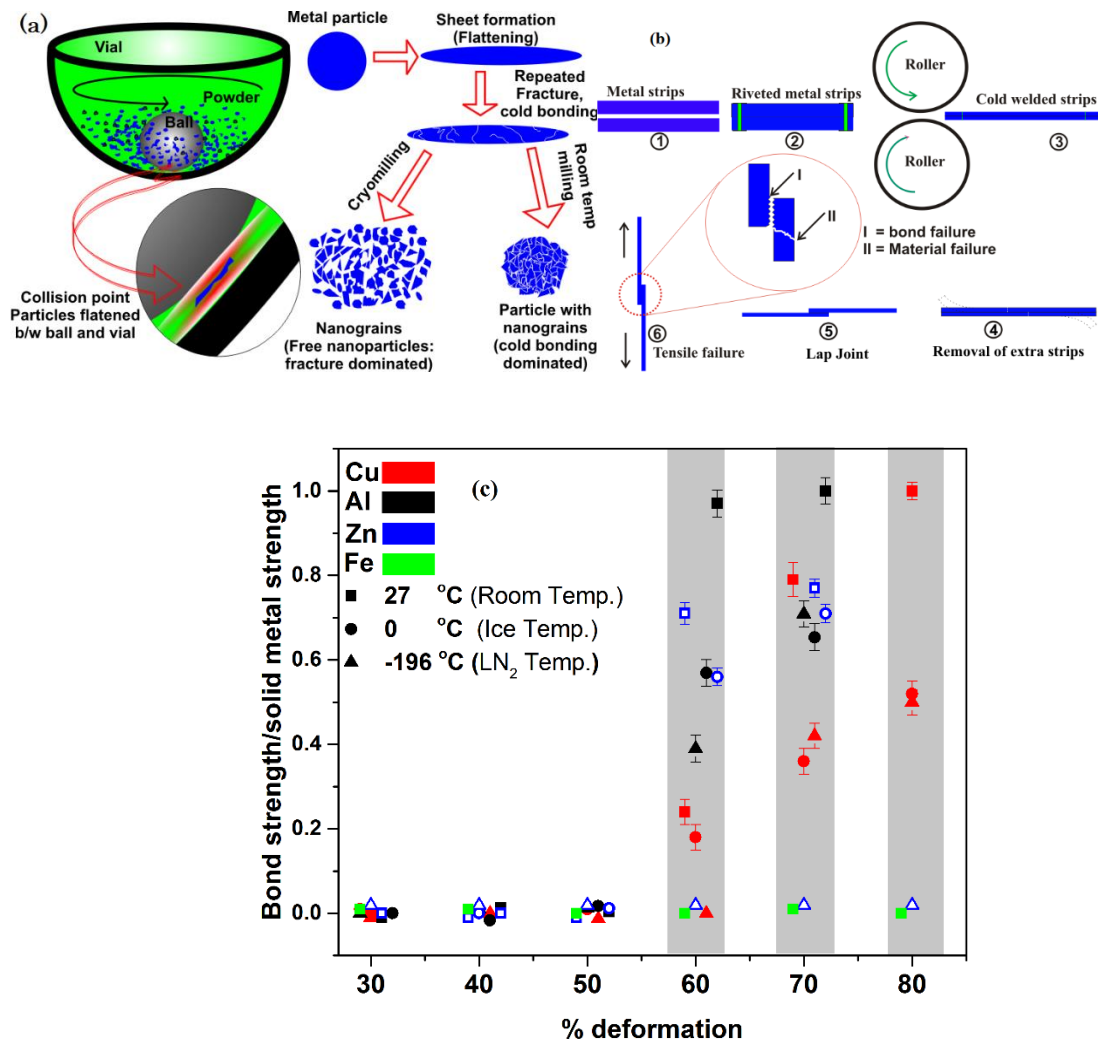 (a)
Vial
Powder
Ball
Collision point
Particles flatened
b/w ball and vial
Metal particle
Sheet formation
(Flattening)
Repeated
Fracture,
cold bonding
Cryomilling
Room temp
milling
Nanograins
(Free nanoparticles:
fracture dominated)
Particle with
nanograins
(cold bonding
dominated)
(b)
Metal strips
①
Riveted metal strips
②
Roller
Roller
Cold welded strips
③
I
II
I = bond failure
II = Material failure
⑥
Tensile failure
⑤
Lap Joint
④
Removal of extra strips
(c)
Cu
Al
Zn
Fe
27 °C (Room Temp.)
0 °C (Ice Temp.)
-196 °C (LN₂ Temp.)
Bond strength/solid metal strength
1.0
0.8
0.6
0.4
0.2
0.0
30 40 50 60 70 80
% deformation